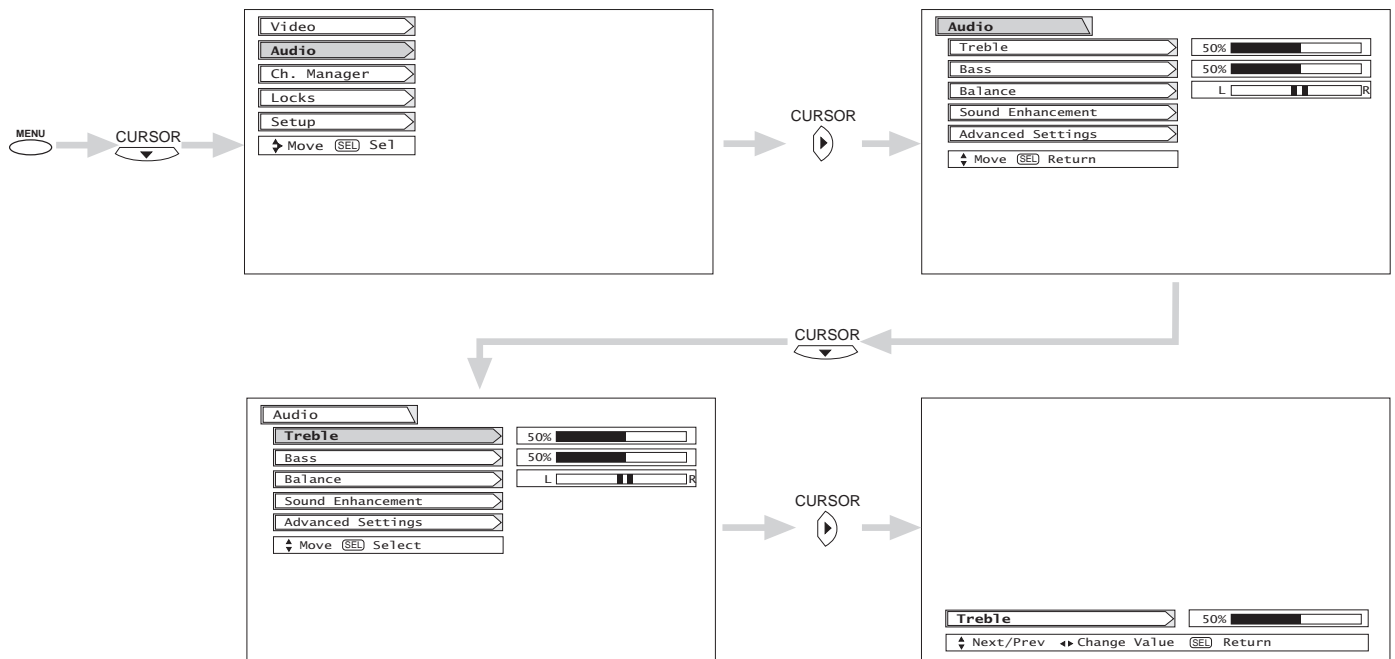 MENU
CURSOR
Video
Audio
Ch. Manager
Locks
Setup
Move SEL Sel
CURSOR
Audio
Treble 50%
Bass 50%
Balance L R
Sound Enhancement
Advanced Settings
Move SEL Return
CURSOR
Audio
Treble 50%
Bass 50%
Balance L R
Sound Enhancement
Advanced Settings
Move SEL Select
CURSOR
Treble 50%
Next/Prev Change Value SEL Return